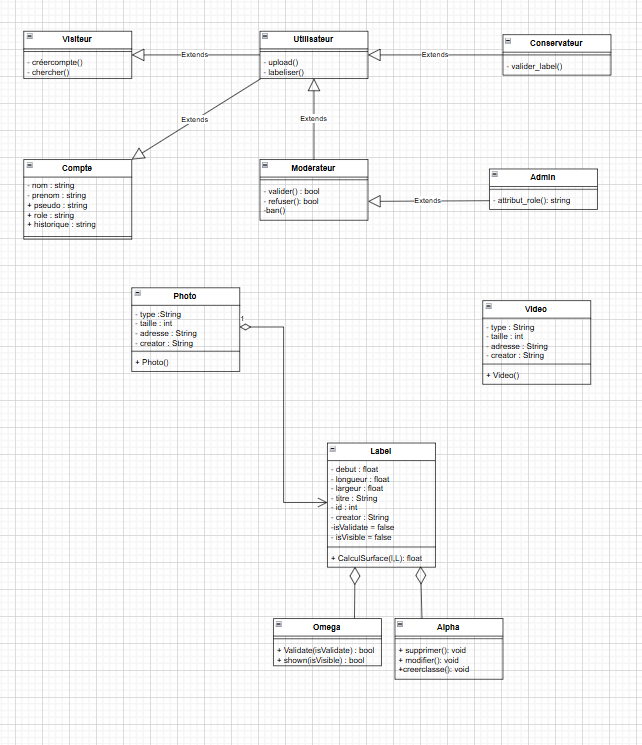 Visiteur
- créercompte()
- chercher()
Extends
Utilisateur
- upload()
- labeliser()
Extends
Conservateur
- valider_label()
Extends
Extends
Compte
- nom : string
- prenom : string
+ pseudo : string
+ role : string
+ historique : string
Modérateur
- valider() : bool
- refuser(): bool
-ban()
Extends
Admin
- attribut_role(): string
Photo
- type :String
- taille : int
- adresse : String
- creator : String
+ Photo()
1
Video
- type : String
- taille : int
- adresse : String
- creator : String
+ Video()
Label
- debut : float
- longueur : float
- largeur : float
- titre : String
- id : int
- creator : String
-isValidate = false
- isVisible = false
+ CalculSurface(l,L): float
Omega
+ Validate(isValidate) : bool
+ shown(isVisible) : bool
Alpha
+ supprimer(): void
+ modifier(): void
+creerclasse(): void